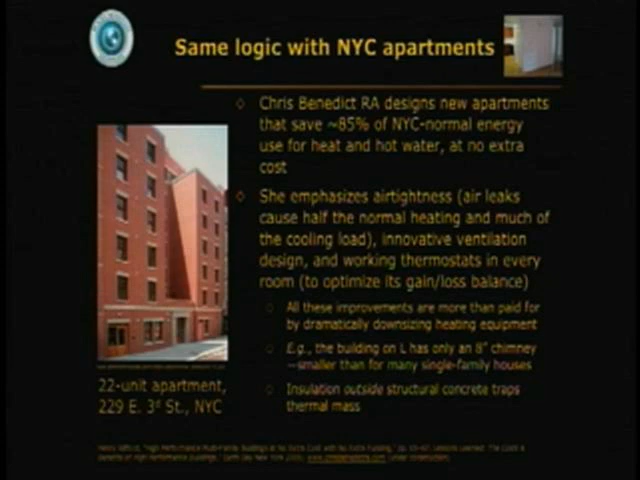 Same logic with NYC apartments
◇ Chris Benedict RA designs new apartments
that save ~85% of NYC-normal energy
use for heat and hot water, at no extra
cost
◇ She emphasizes airtightness (air leaks
cause half the normal heating and much of
the cooling load), innovative ventilation
design, and working thermostats in every
room (to optimize its gain/loss balance)
All these improvements are more than paid for
by dramatically downsizing heating equipment
E.g., the building on L has only an 8" chimney
—smaller than for many single-family houses
Insulation outside structural concrete traps
thermal mass
22-unit apartment,
229 E. 3rd St., NYC